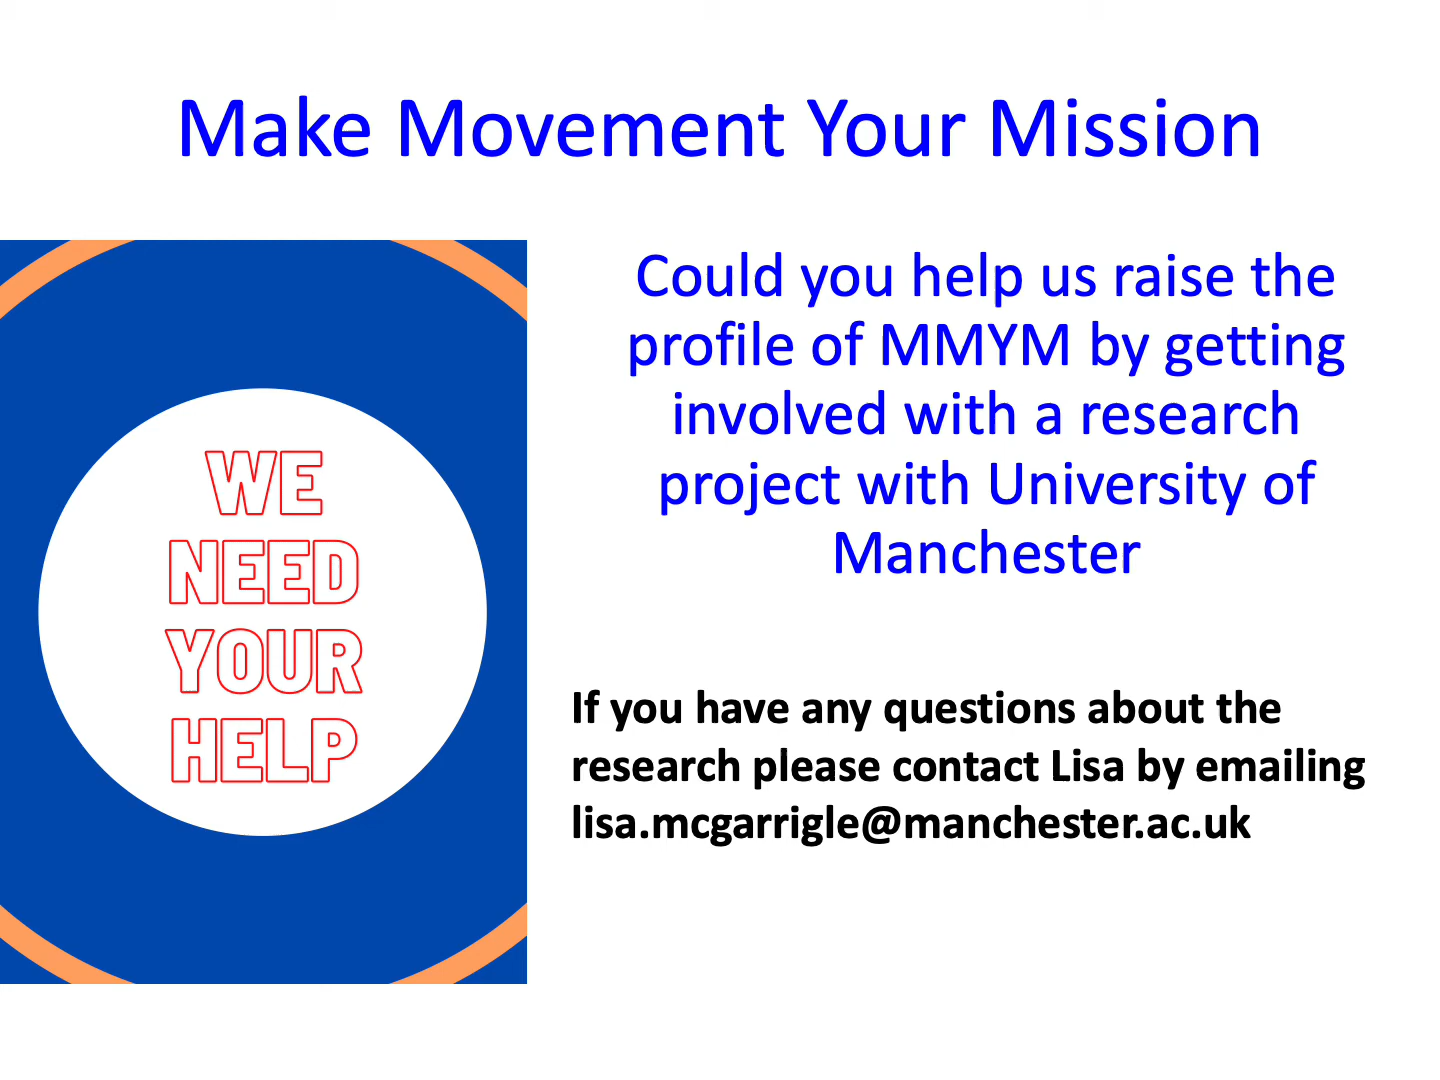 Make Movement Your Mission
WE
NEED
YOUR
HELP
Could you help us raise the
profile of MMYM by getting
involved with a research
project with University of
Manchester
If you have any questions about the
research please contact Lisa by emailing
lisa.mcgarrigle@manchester.ac.uk